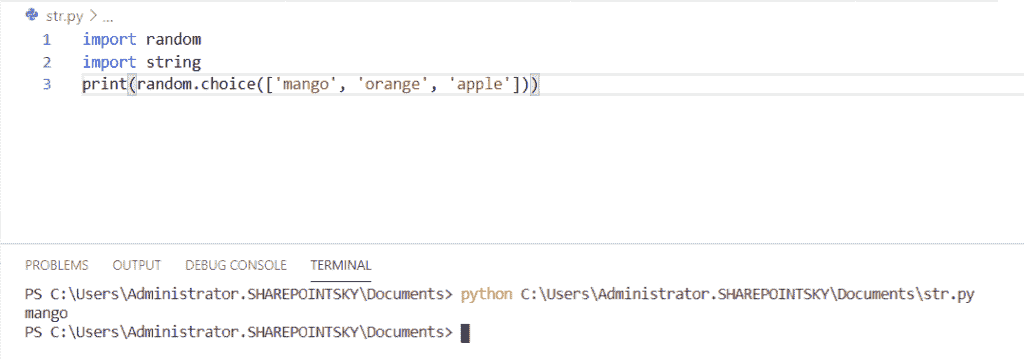 str.py > ...
1 import random
2 import string
3 print(random.choice(['mango', 'orange', 'apple']))
PROBLEMS OUTPUT DEBUG CONSOLE TERMINAL
PS C:\Users\Administrator.SHAREPOINTSKY\Documents> python C:\Users\Administrator.SHAREPOINTSKY\Documents\str.py
mango
PS C:\Users\Administrator.SHAREPOINTSKY\Documents>